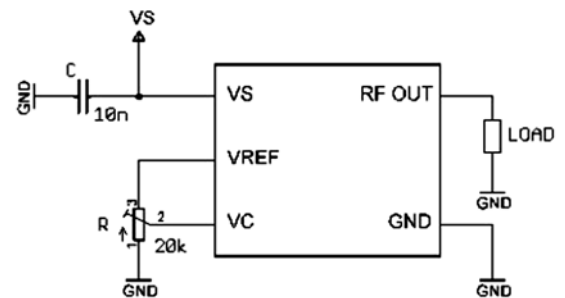 VS
C
GND
10n
VS
RF OUT
LOAD
GND
VREF
3
R
2
1
20k
VC
GND
GND
GND